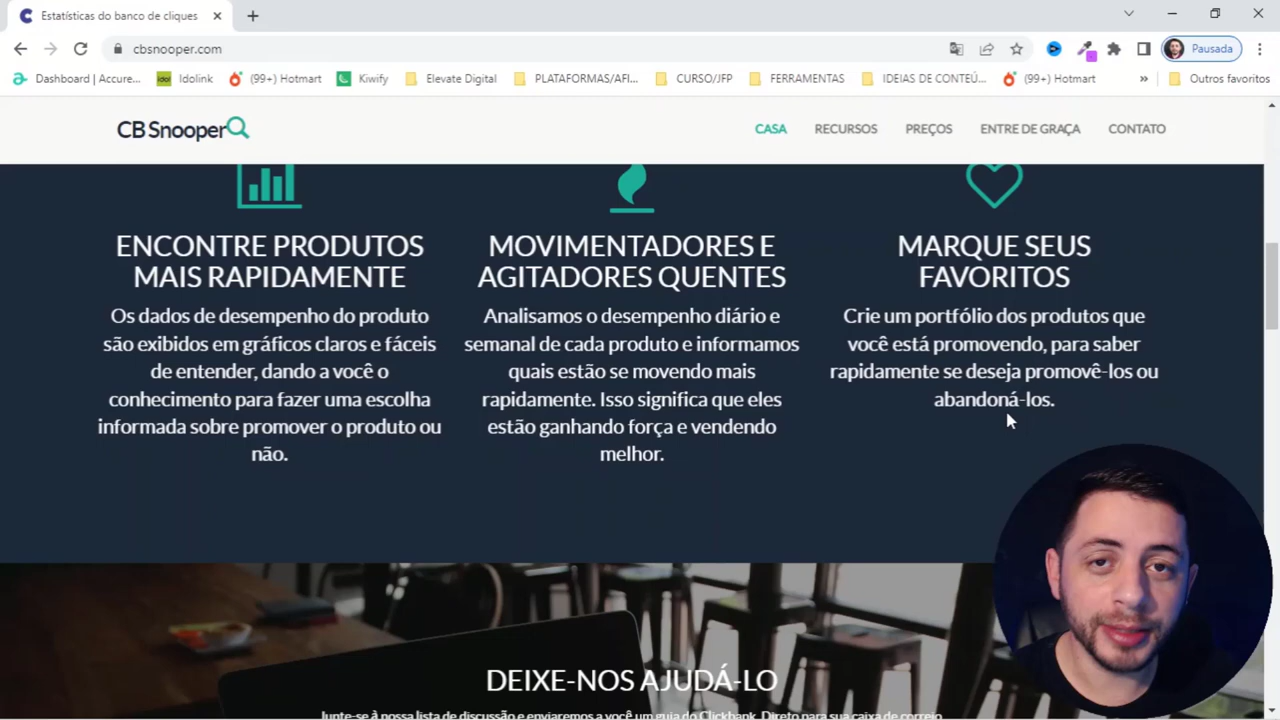 Estatísticas do banco de cliques
cbsnooper.com
Pausada
Dashboard | Accure...
Idolink
(99+) Hotmart
Kiwify
Elevate Digital
PLATAFORMAS/AFI...
CURSO/JFP
FERRAMENTAS
IDEIAS DE CONTEÚ...
(99+) Hotmart
Outros favoritos
CB Snooper
CASA
RECURSOS
PREÇOS
ENTRE DE GRAÇA
CONTATO
ENCONTRE PRODUTOS
MAIS RAPIDAMENTE
Os dados de desempenho do produto
são exibidos em gráficos claros e fáceis
de entender, dando a você o
conhecimento para fazer uma escolha
informada sobre promover o produto ou
não.
MOVIMENTADORES E
AGITADORES QUENTES
Analisamos o desempenho diário e
semanal de cada produto e informamos
quais estão se movendo mais
rapidamente. Isso significa que eles
estão ganhando força e vendendo
melhor.
MARQUE SEUS
FAVORITOS
Crie um portfólio dos produtos que
você está promovendo, para saber
rapidamente se deseja promovê-los ou
abandoná-los.
DEIXE-NOS AJUDÁ-LO
Junte-se à nossa lista de discussão e enviaremos a você um guia do Clickbank. Direto para sua caixa de correio